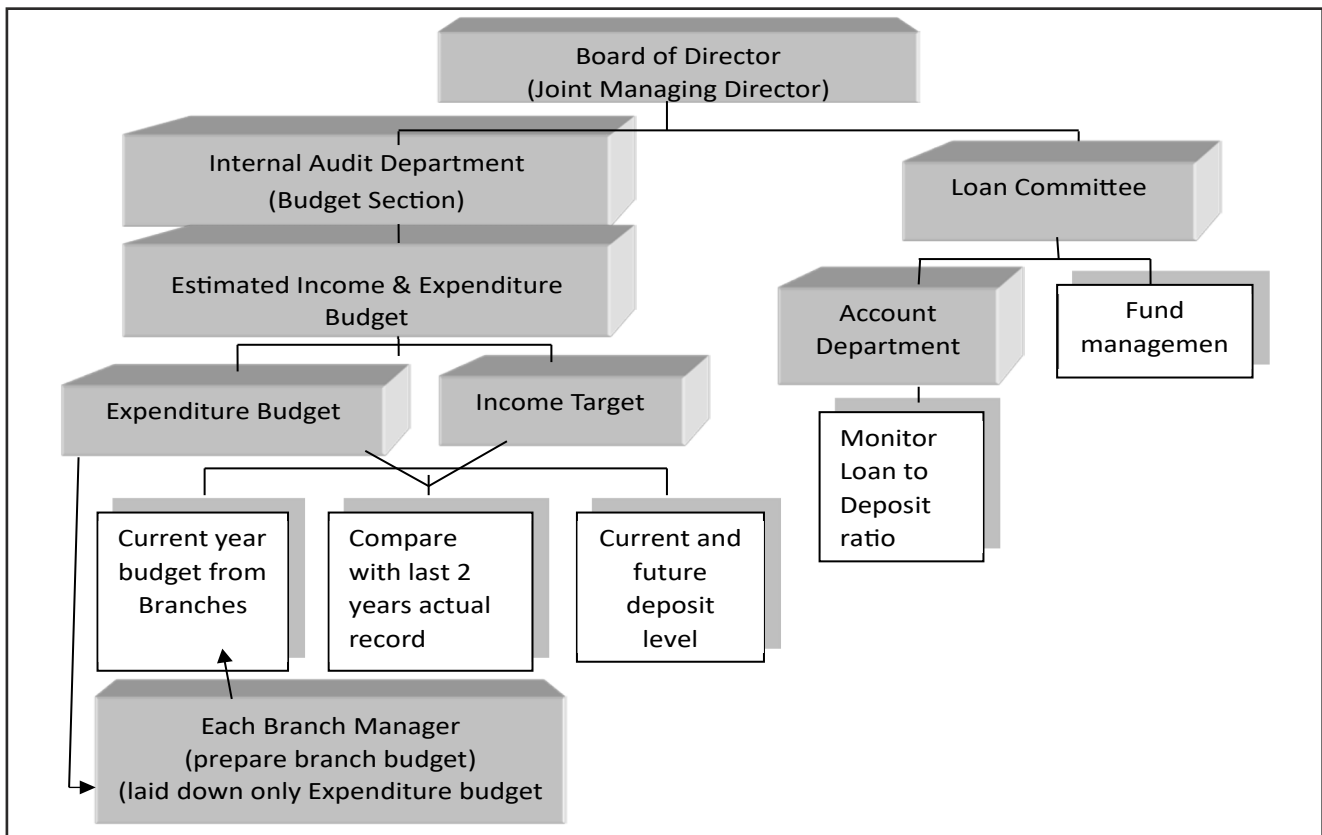 Board of Director
(Joint Managing Director)
Internal Audit Department
(Budget Section)
Loan Committee
Estimated Income & Expenditure
Budget
Account
Department
Fund
managemen
Expenditure Budget
Income Target
Monitor
Loan to
Deposit
ratio
Current year
budget from
Branches
Compare
with last 2
years actual
record
Current and
future
deposit
level
Each Branch Manager
(prepare branch budget)
(laid down only Expenditure budget